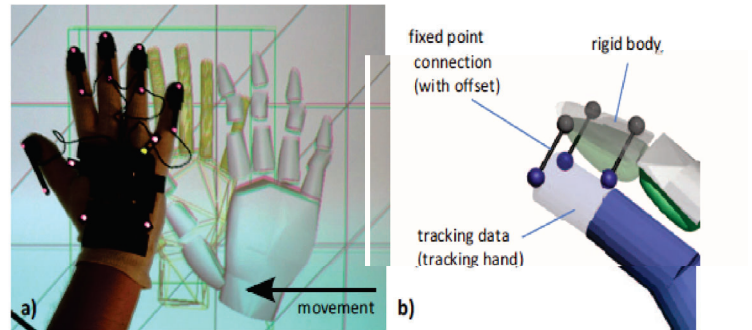 a)
movement
fixed point
connection
(with offset)
rigid body
tracking data
(tracking hand)
b)